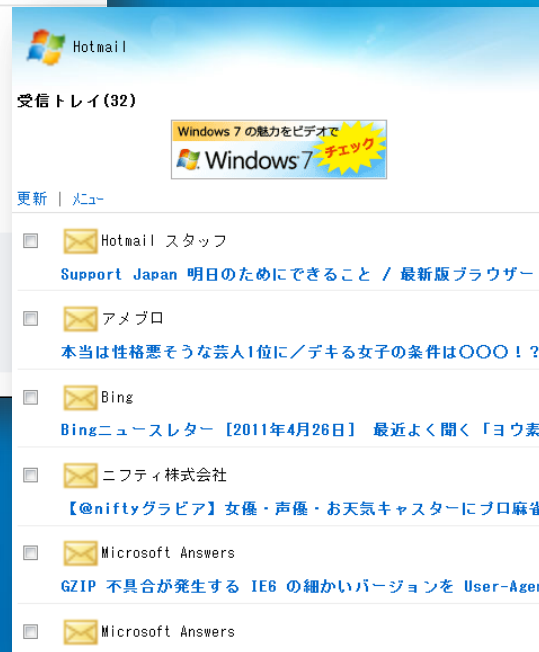 Hotmail
受信トレイ(32)
Windows 7 の魅力をビデオで
Windows 7 チェック
更新 | ﾒﾆｭｰ
Hotmail スタッフ
Support Japan 明日のためにできること / 最新版ブラウザー
アメブロ
本当は性格悪そうな芸人1位に／デキる女子の条件は〇〇〇！？
Bing
Bingニュースレター [2011年4月26日] 最近よく聞く「ヨウ素
ニフティ株式会社
【@niftyグラビア】女優・声優・お天気キャスターにプロ麻雀
Microsoft Answers
GZIP 不具合が発生する IE6 の細かいバージョンを User-Agen
Microsoft Answers